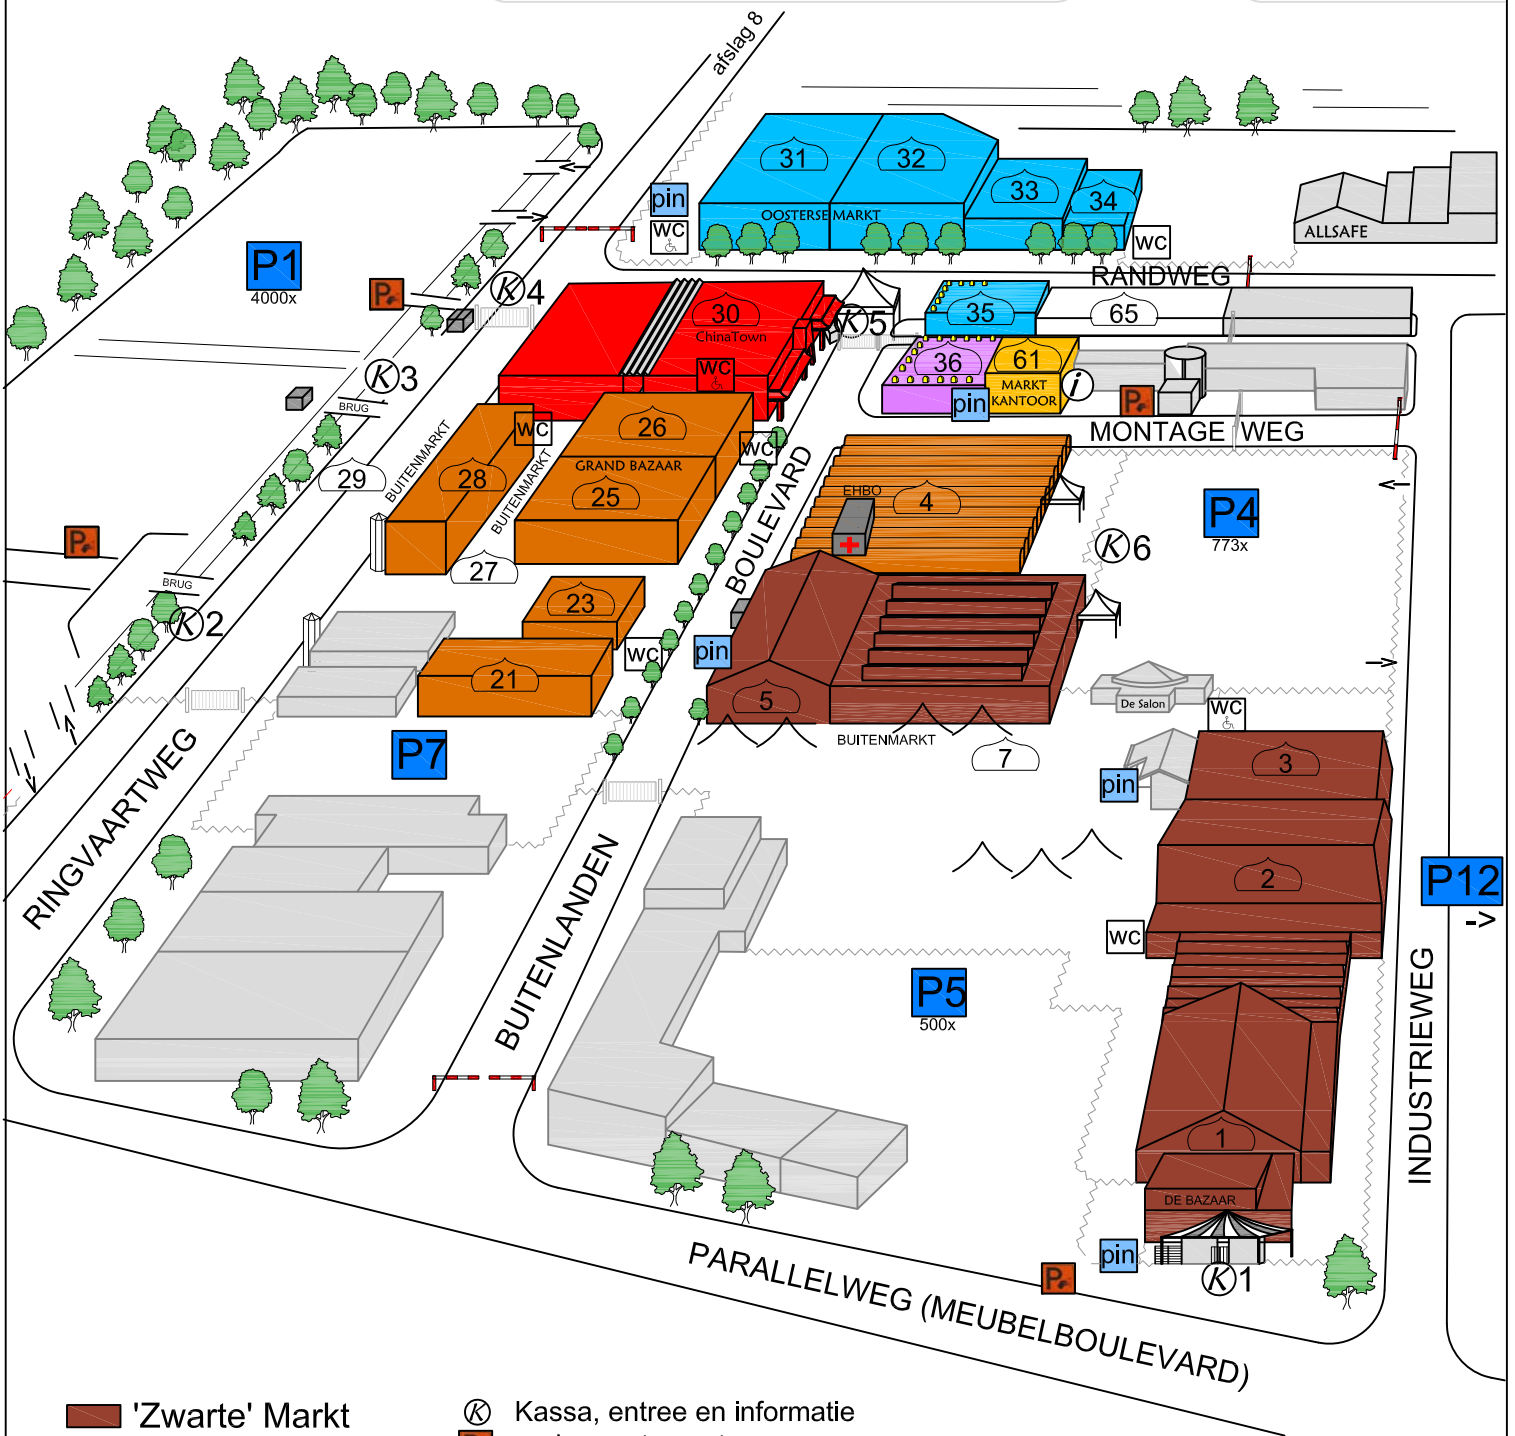 afslag 8
31
32
33
34
OOSTERSE MARKT
pin
WC
WC
ALLSAFE
RANDWEG
P1
4000x
P
K4
30
ChinaTown
WC
K5
35
65
36
61
MARKT
KANTOOR
i
pin
P
K3
BRUG
BUITENMARKT
WC
26
GRAND BAZAAR
25
WC
28
29
BUITENMARKT
27
BOULEVARD
MONTAGE WEG
EHBO
4
P4
773x
K6
P
BRUG
K2
23
21
WC
pin
5
BUITENMARKT
7
De Salon
WC
3
pin
2
WC
P12
->
P7
RINGVAARTWEG
BUITENLANDEN
P5
500x
INDUSTRIEWEG
1
DE BAZAAR
pin
P
K1
PARALLELWEG (MEUBELBOULEVARD)
'Zwarte' Markt
K Kassa, entree en informatie